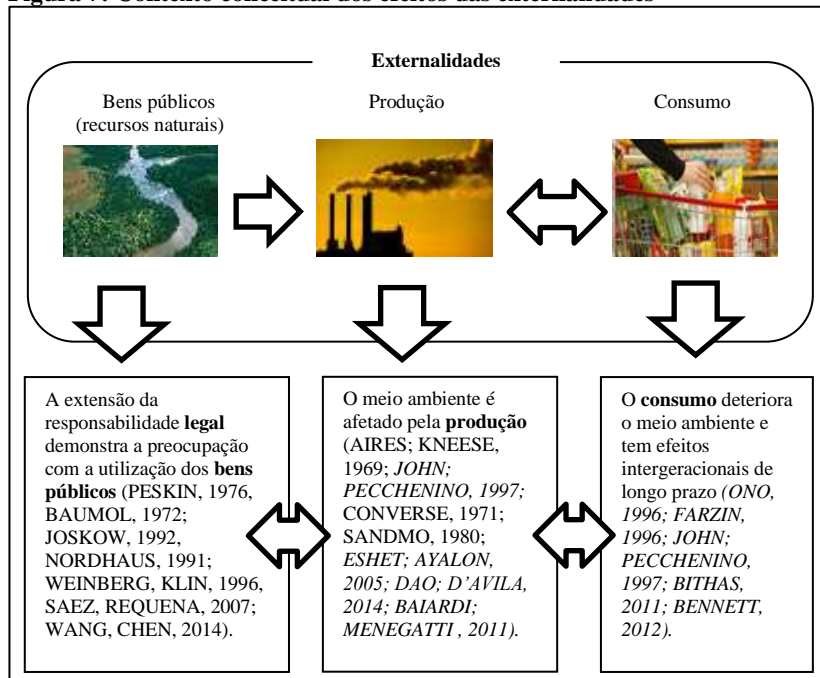 Figura 7: Contexto conceitual dos efeitos das externalidades
Externalidades
Bens públicos
(recursos naturais)
Produção
Consumo
A extensão da
responsabilidade legal
demonstra a preocupação
com a utilização dos bens
públicos (PESKIN, 1976,
BAUMOL, 1972;
JOSKOW, 1992,
NORDHAUS, 1991;
WEINBERG, KLIN, 1996,
SAEZ, REQUENA, 2007;
WANG, CHEN, 2014).
O meio ambiente é
afetado pela produção
(AIRES; KNEESE,
1969; JOHN;
PECCHENINO, 1997;
CONVERSE, 1971;
SANDMO, 1980;
ESHET; AYALON,
2005; DAO; D'AVILA,
2014; BAIARDI;
MENEGATTI , 2011).
O consumo deteriora
o meio ambiente e
tem efeitos
intergeracionais de
longo prazo (ONO,
1996; FARZIN,
1996; JOHN;
PECCHENINO,
1997; BITHAS,
2011; BENNETT,
2012).